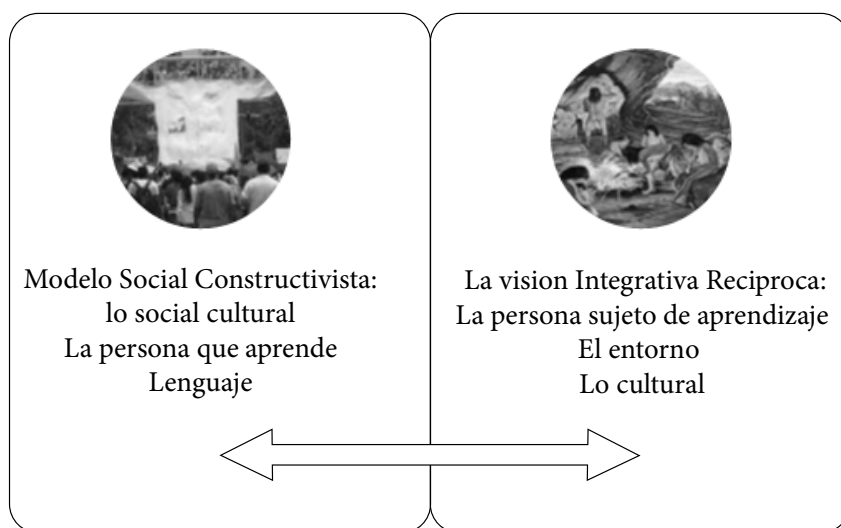 Modelo Social Constructivista:
lo social cultural
La persona que aprende
Lenguaje
La vision Integrativa Reciproca:
La persona sujeto de aprendizaje
El entorno
Lo cultural